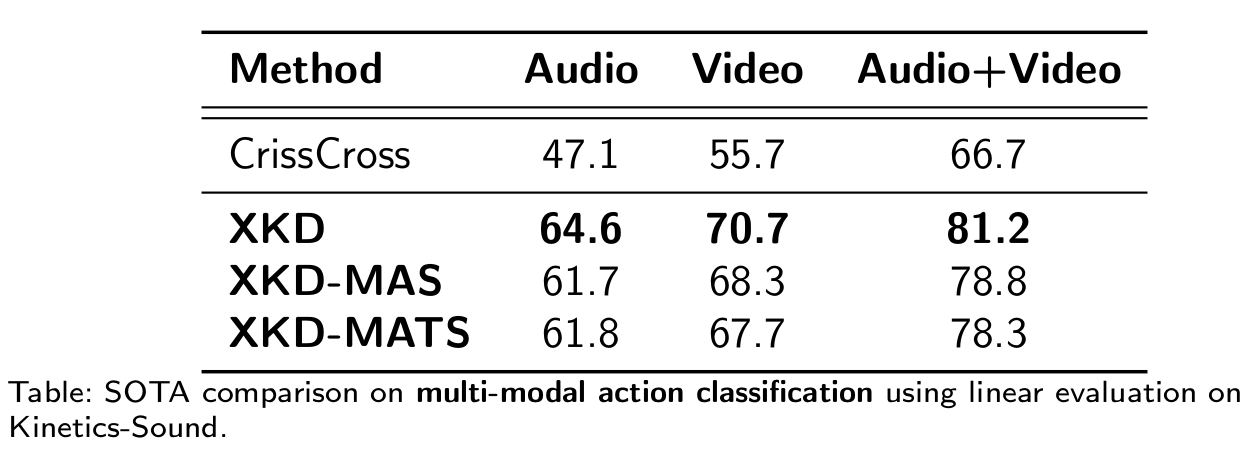 Method Audio Video Audio+Video
CrissCross 47.1 55.7 66.7
XKD 64.6 70.7 81.2
XKD-MAS 61.7 68.3 78.8
XKD-MATS 61.8 67.7 78.3
Table: SOTA comparison on multi-modal action classification using linear evaluation on
Kinetics-Sound.